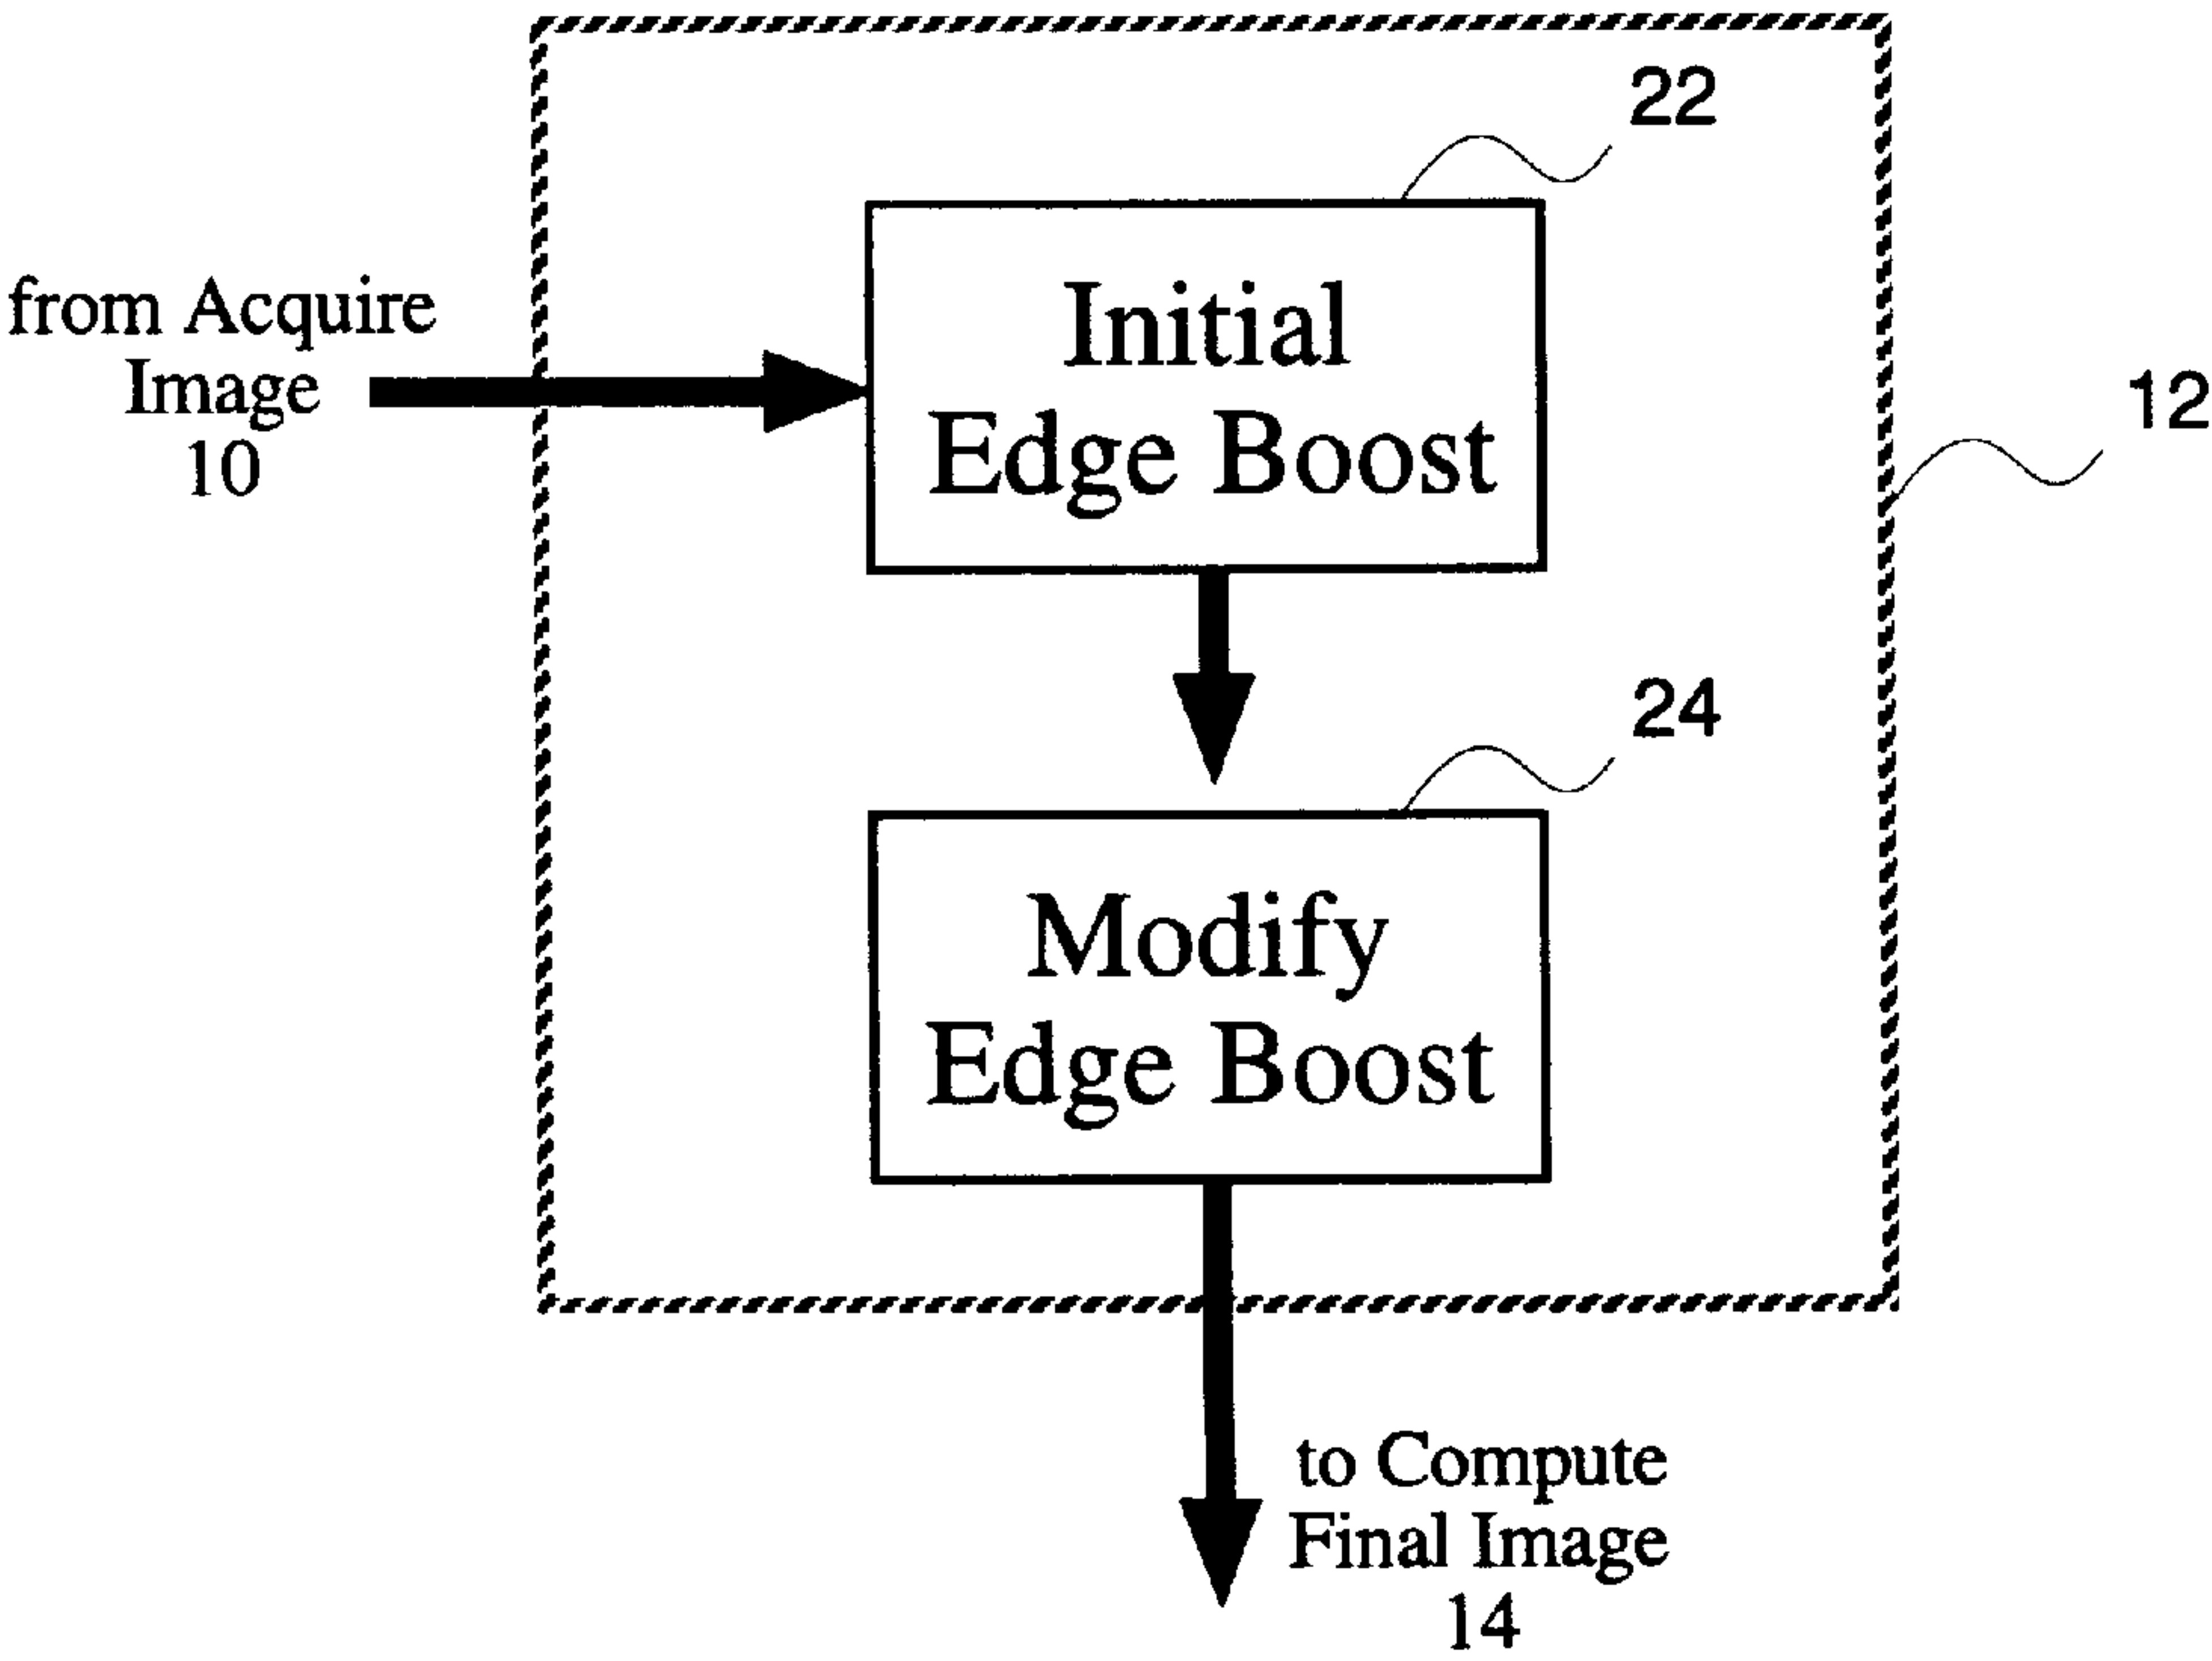 22
from Acquire
Image
10
Initial
Edge Boost
12
24
Modify
Edge Boost
to Compute
Final Image
14